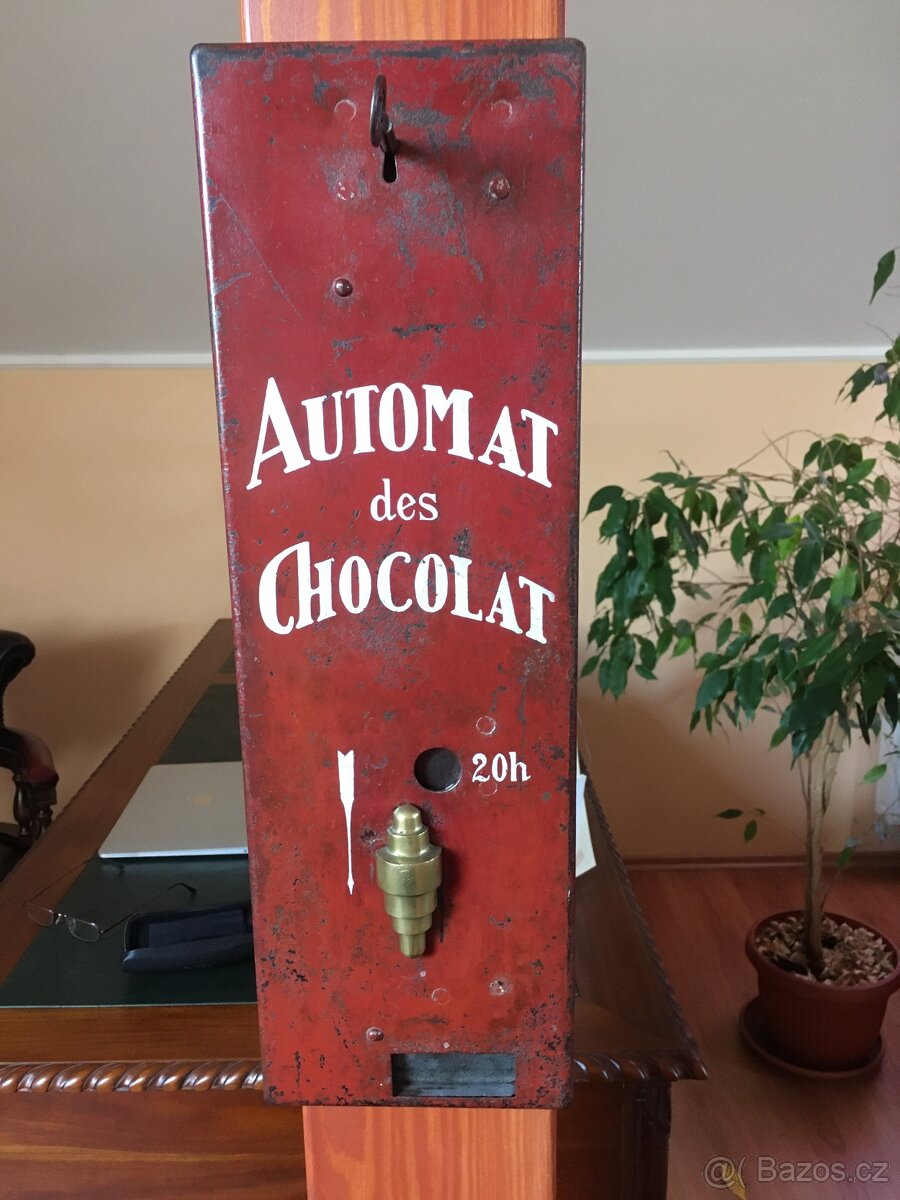 AUTOMAT
des
CHOCOLAT
20h
@ Bazos.cz